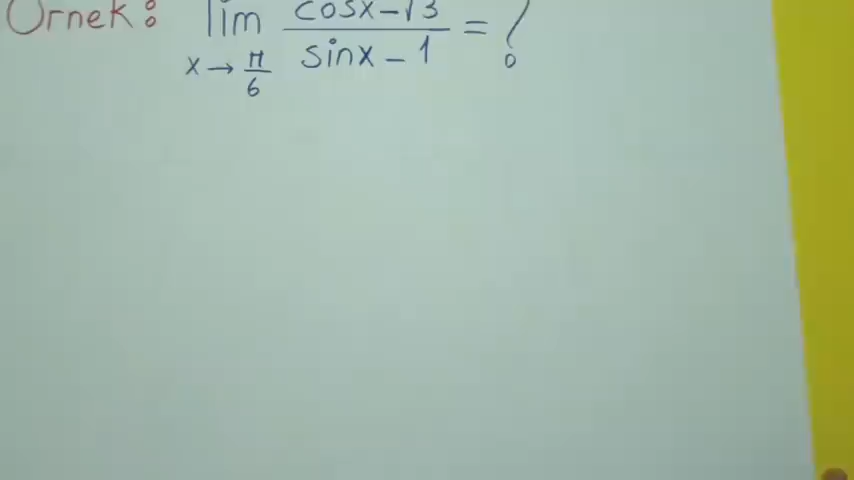 Örnek: lim cosx-√3 / sinx-1 = ?
x→π/6